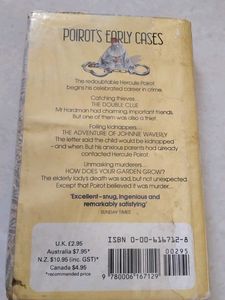 POIROT'S EARLY CASES
The redoubtable Hercule Poirot
begins his celebrated career in crime.
Catching thieves...
THE DOUBLE CLUE
Mr Hardman had charming, important friends.
But one of them was also a thief.
Foiling kidnappers...
THE ADVENTURE OF JOHNNIE WAVERLY
The letter said the child would be kidnapped
– and when. But his anxious parents had already
contacted Hercule Poirot.
Unmasking murderers...
HOW DOES YOUR GARDEN GROW?
The elderly lady's death was sad, but not unexpected.
Except that Poirot believed it was murder...
'Excellent – snug, ingenious and
remarkably satisfying'
SUNDAY TIMES
U.K. £2.95
Australia $7.95*
N.Z. $10.95 (inc. GST)*
Canada $4.95
*recommended price
ISBN 0-00-616712-8
00295
9 780006 167129